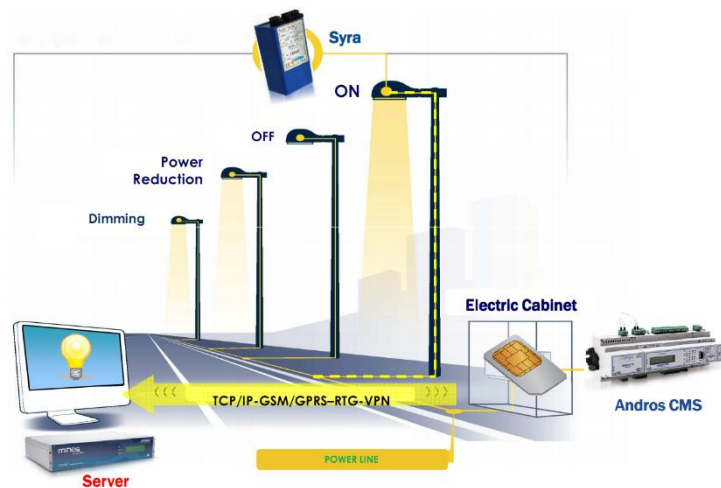 Syra
ON
OFF
Power
Reduction
Dimming
Electric Cabinet
Andros CMS
TCP/IP-GSM/GPRS–RTG-VPN
POWER LINE
minos
Server